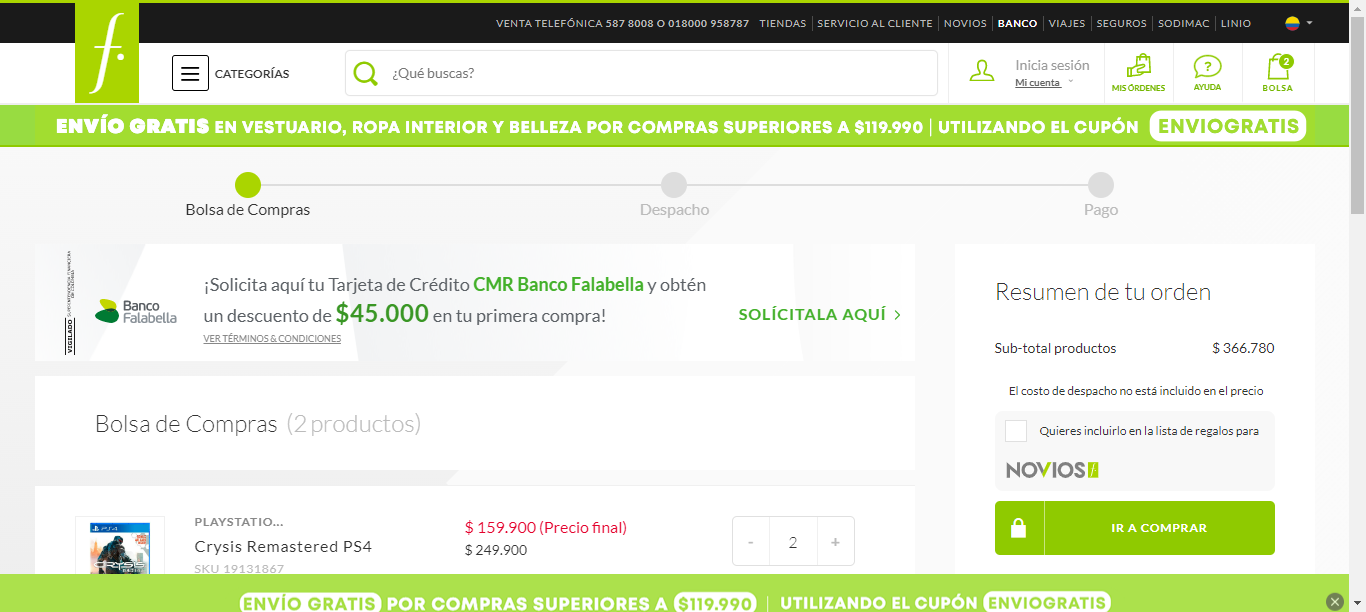 VENTA TELEFÓNICA 587 8008 O 018000 958787 TIENDAS SERVICIO AL CLIENTE NOVIOS BANCO VIAJES SEGUROS SODIMAC LINIO
f.
CATEGORÍAS
¿Qué buscas?
Inicia sesión
Mi cuenta
MIS ÓRDENES
AYUDA
2
BOLSA
ENVÍO GRATIS EN VESTUARIO, ROPA INTERIOR Y BELLEZA POR COMPRAS SUPERIORES A $119.990 | UTILIZANDO EL CUPÓN ENVIOGRATIS
Bolsa de Compras
Despacho
Pago
VIGILADO
Banco
Falabella
¡Solicita aquí tu Tarjeta de Crédito CMR Banco Falabella y obtén
un descuento de $45.000 en tu primera compra!
VER TÉRMINOS & CONDICIONES
SOLÍCITALA AQUÍ >
Bolsa de Compras (2 productos)
PS4
CRYSIS
PLAYSTATIO...
Crysis Remastered PS4
SKU 19131867
$ 159.900 (Precio final)
$ 249.900
- 2 +
Resumen de tu orden
Sub-total productos $ 366.780
El costo de despacho no está incluido en el precio
Quieres incluirlo en la lista de regalos para
NOVIOS f
IR A COMPRAR
ENVÍO GRATIS POR COMPRAS SUPERIORES A $119.990 | UTILIZANDO EL CUPÓN ENVIOGRATIS